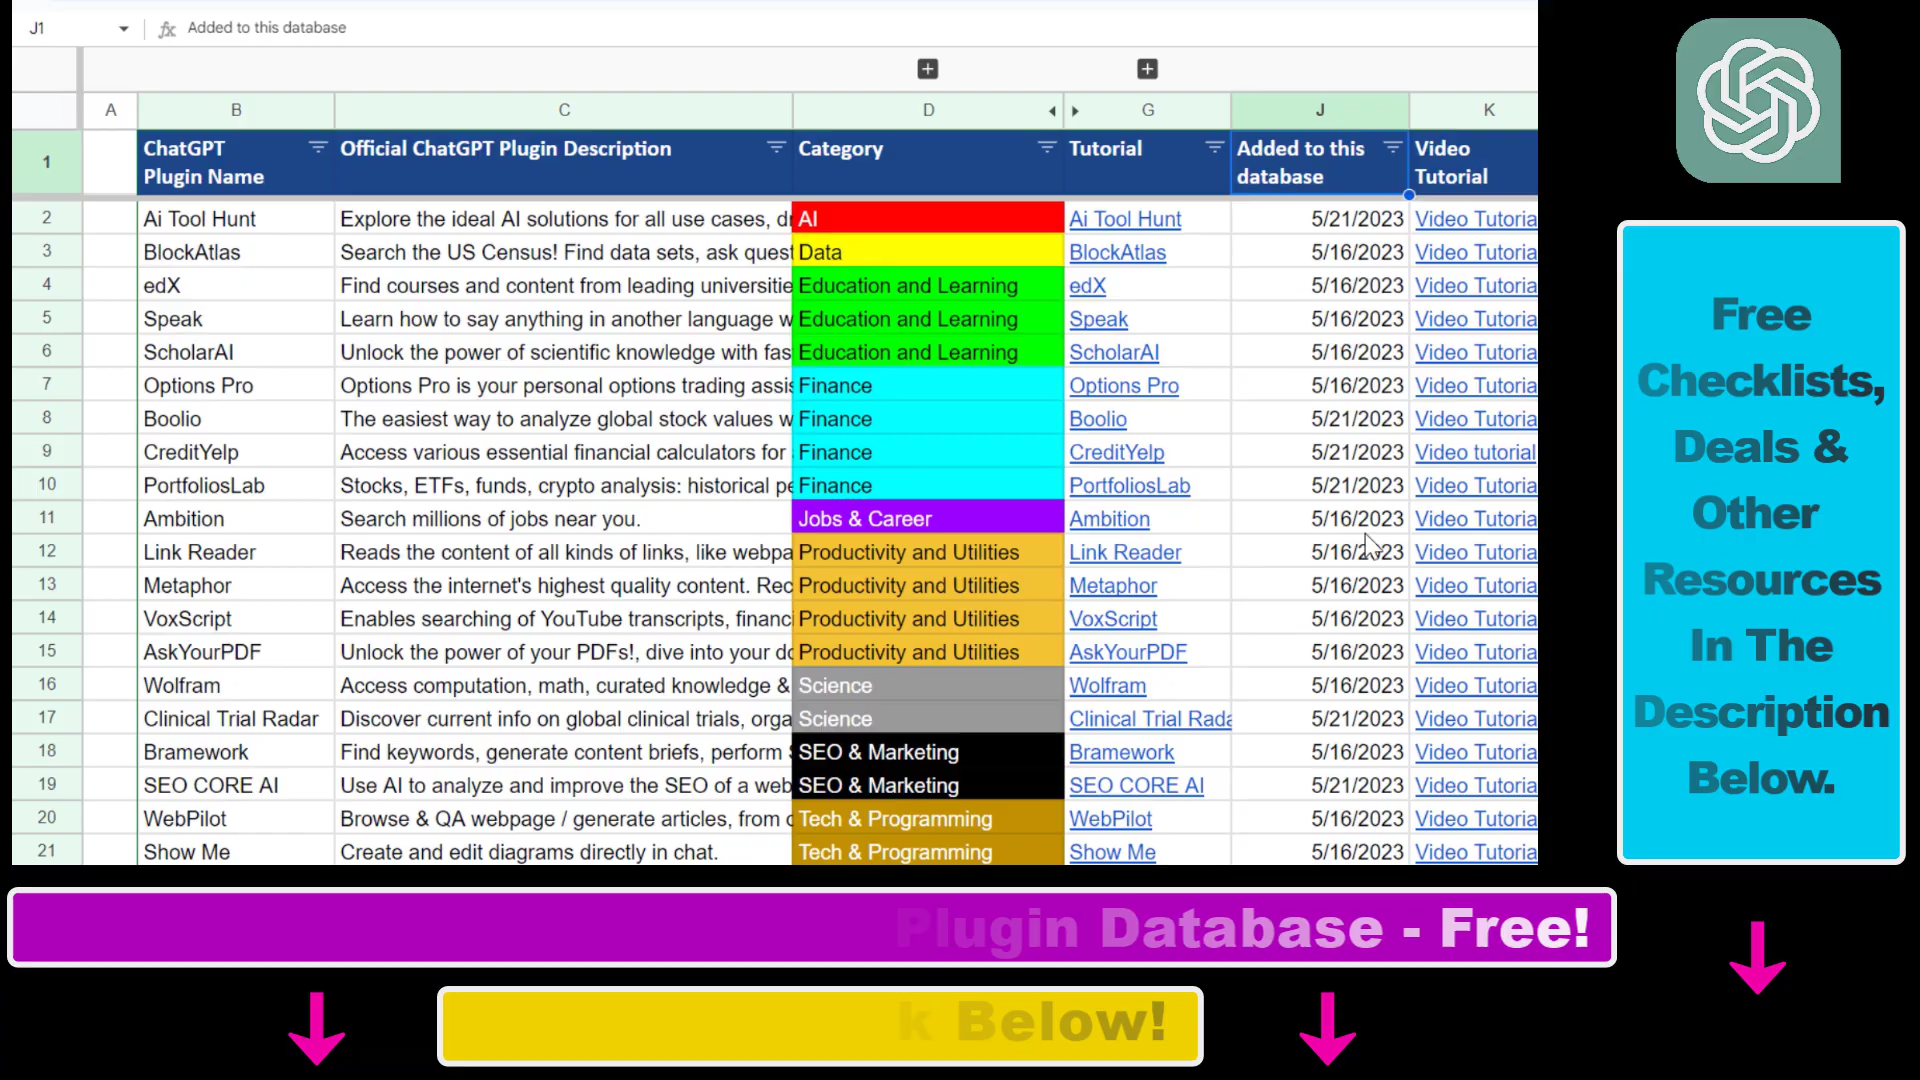 J1 fx Added to this database
A B C D G J K
1 ChatGPT Plugin Name Official ChatGPT Plugin Description Category Tutorial Added to this database Video Tutorial
2 Ai Tool Hunt Explore the ideal AI solutions for all use cases, dr AI Ai Tool Hunt 5/21/2023 Video Tutoria
3 BlockAtlas Search the US Census! Find data sets, ask quest Data BlockAtlas 5/16/2023 Video Tutoria
4 edX Find courses and content from leading universitie Education and Learning edX 5/16/2023 Video Tutoria
5 Speak Learn how to say anything in another language w Education and Learning Speak 5/16/2023 Video Tutoria
6 ScholarAI Unlock the power of scientific knowledge with fas Education and Learning ScholarAI 5/16/2023 Video Tutoria
7 Options Pro Options Pro is your personal options trading assis Finance Options Pro 5/16/2023 Video Tutoria
8 Boolio The easiest way to analyze global stock values w Finance Boolio 5/21/2023 Video Tutoria
9 CreditYelp Access various essential financial calculators for Finance CreditYelp 5/21/2023 Video tutorial
10 PortfoliosLab Stocks, ETFs, funds, crypto analysis: historical pe Finance PortfoliosLab 5/21/2023 Video Tutoria
11 Ambition Search millions of jobs near you. Jobs & Career Ambition 5/16/2023 Video Tutoria
12 Link Reader Reads the content of all kinds of links, like webpa Productivity and Utilities Link Reader 5/16/2023 Video Tutoria
13 Metaphor Access the internet's highest quality content. Rec Productivity and Utilities Metaphor 5/16/2023 Video Tutoria
14 VoxScript Enables searching of YouTube transcripts, financi Productivity and Utilities VoxScript 5/16/2023 Video Tutoria
15 AskYourPDF Unlock the power of your PDFs!, dive into your do Productivity and Utilities AskYourPDF 5/16/2023 Video Tutoria
16 Wolfram Access computation, math, curated knowledge & Science Wolfram 5/16/2023 Video Tutoria
17 Clinical Trial Radar Discover current info on global clinical trials, orga Science Clinical Trial Rada 5/21/2023 Video Tutoria
18 Bramework Find keywords, generate content briefs, perform S SEO & Marketing Bramework 5/16/2023 Video Tutoria
19 SEO CORE AI Use AI to analyze and improve the SEO of a web SEO & Marketing SEO CORE AI 5/21/2023 Video Tutoria
20 WebPilot Browse & QA webpage / generate articles, from o Tech & Programming WebPilot 5/16/2023 Video Tutoria
21 Show Me Create and edit diagrams directly in chat. Tech & Programming Show Me 5/16/2023 Video Tutoria
Free
Checklists,
Deals &
Other
Resources
In The
Description
Below.
Plugin Database - Free!
k Below!